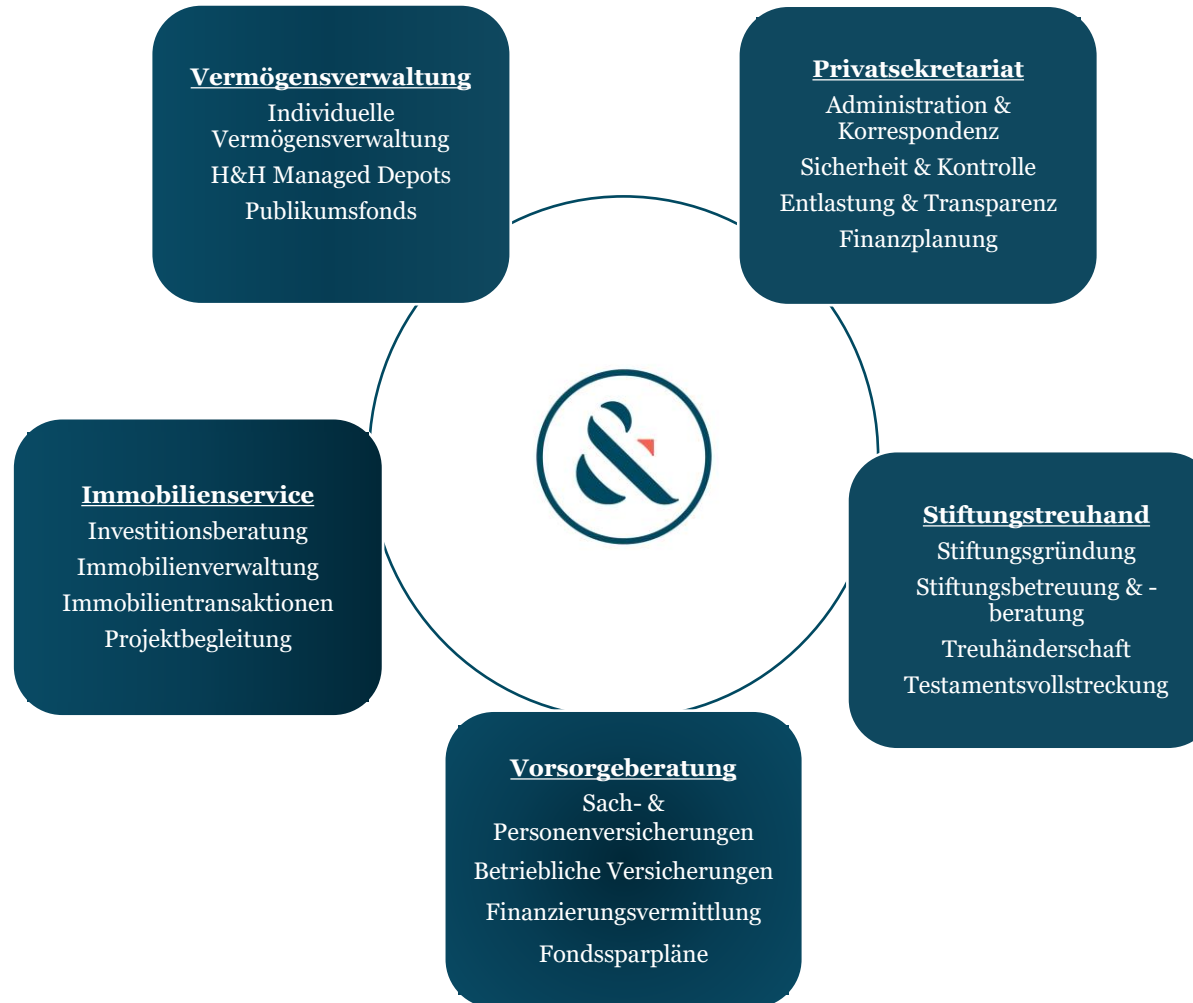 Vermögensverwaltung
Individuelle
Vermögensverwaltung
H&H Managed Depots
Publikumsfonds
Privatsekretariat
Administration &
Korrespondenz
Sicherheit & Kontrolle
Entlastung & Transparenz
Finanzplanung
&
Immobilienservice
Investitionsberatung
Immobilienverwaltung
Immobilientransaktionen
Projektbegleitung
Stiftungstreuhand
Stiftungsgründung
Stiftungsbetreuung & -
beratung
Treuhänderschaft
Testamentsvollstreckung
Vorsorgeberatung
Sach- &
Personenversicherungen
Betriebliche Versicherungen
Finanzierungsvermittlung
Fondssparpläne